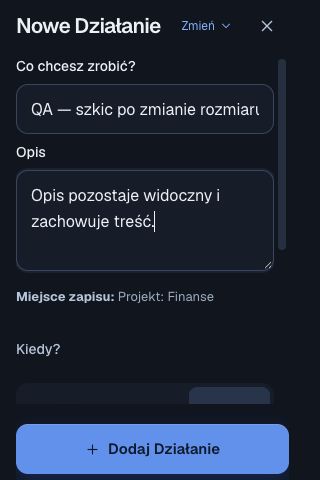 Nowe Działanie
Zmień
Co chcesz zrobić?
QA — szkic po zmianie rozmiaru
Opis
Opis pozostaje widoczny i
zachowuje treść.
Miejsce zapisu: Projekt: Finanse
Kiedy?
+ Dodaj Działanie